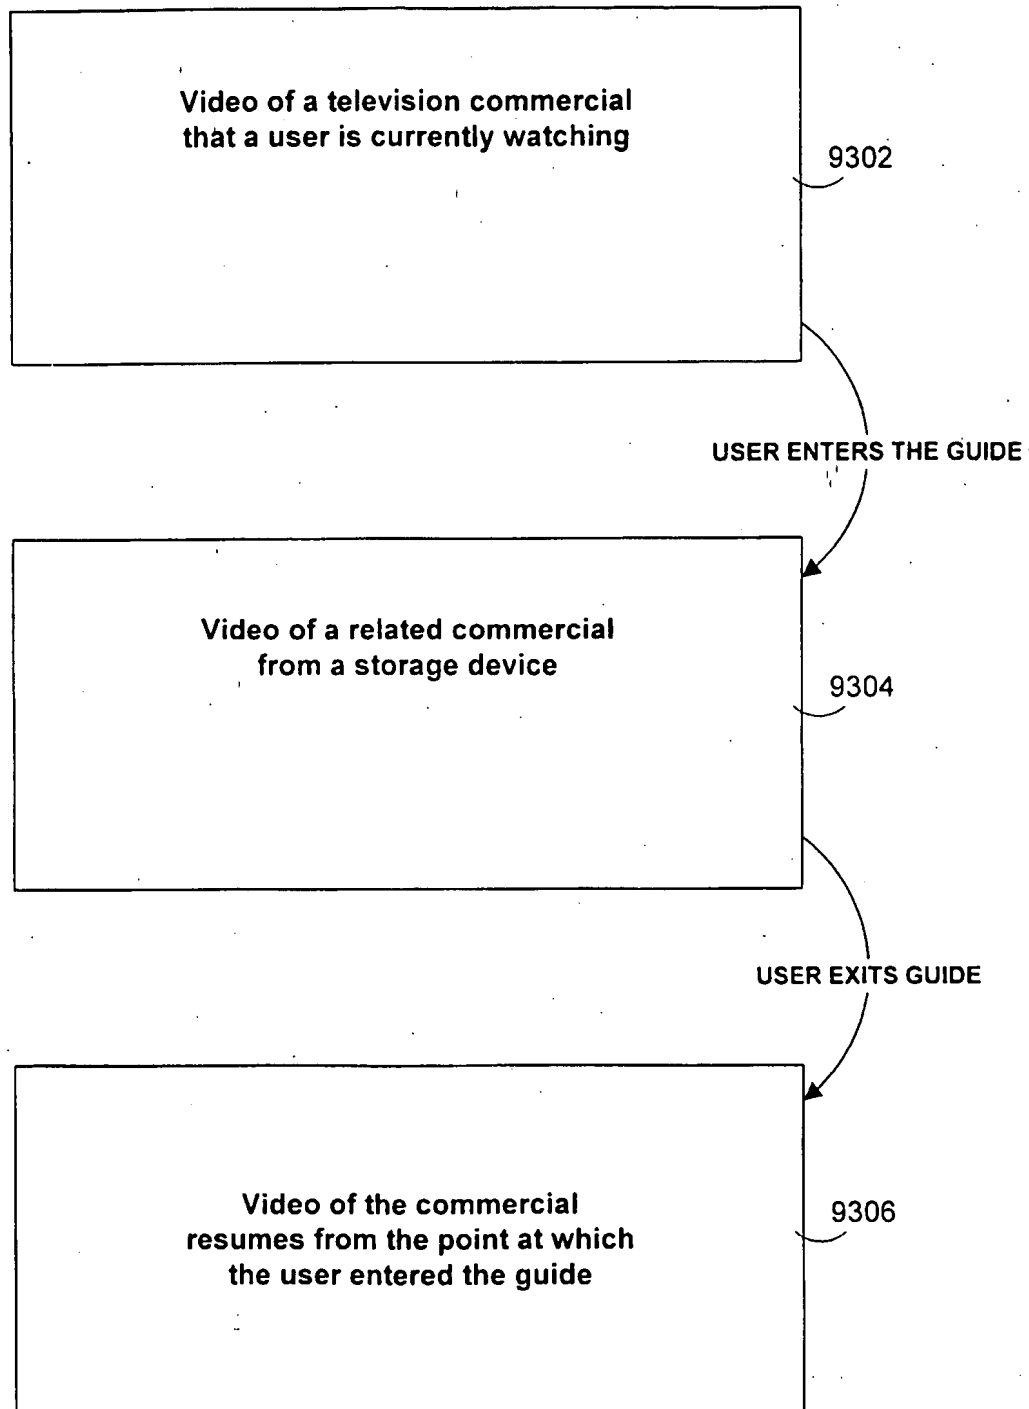 Video of a television commercial
that a user is currently watching
9302
USER ENTERS THE GUIDE
Video of a related commercial
from a storage device
9304
USER EXITS GUIDE
Video of the commercial
resumes from the point at which
the user entered the guide
9306